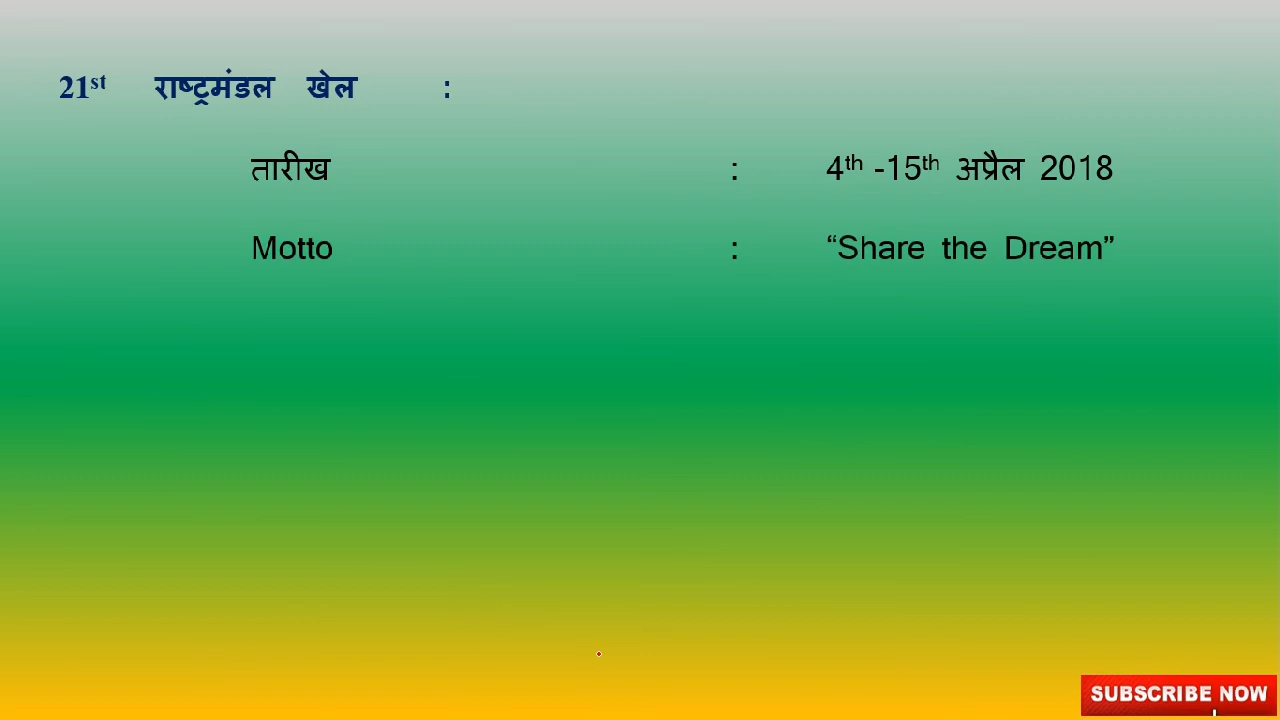 21st राष्ट्रमंडल खेल :
तारीख : 4th -15th अप्रैल 2018
Motto : “Share the Dream”
SUBSCRIBE NOW